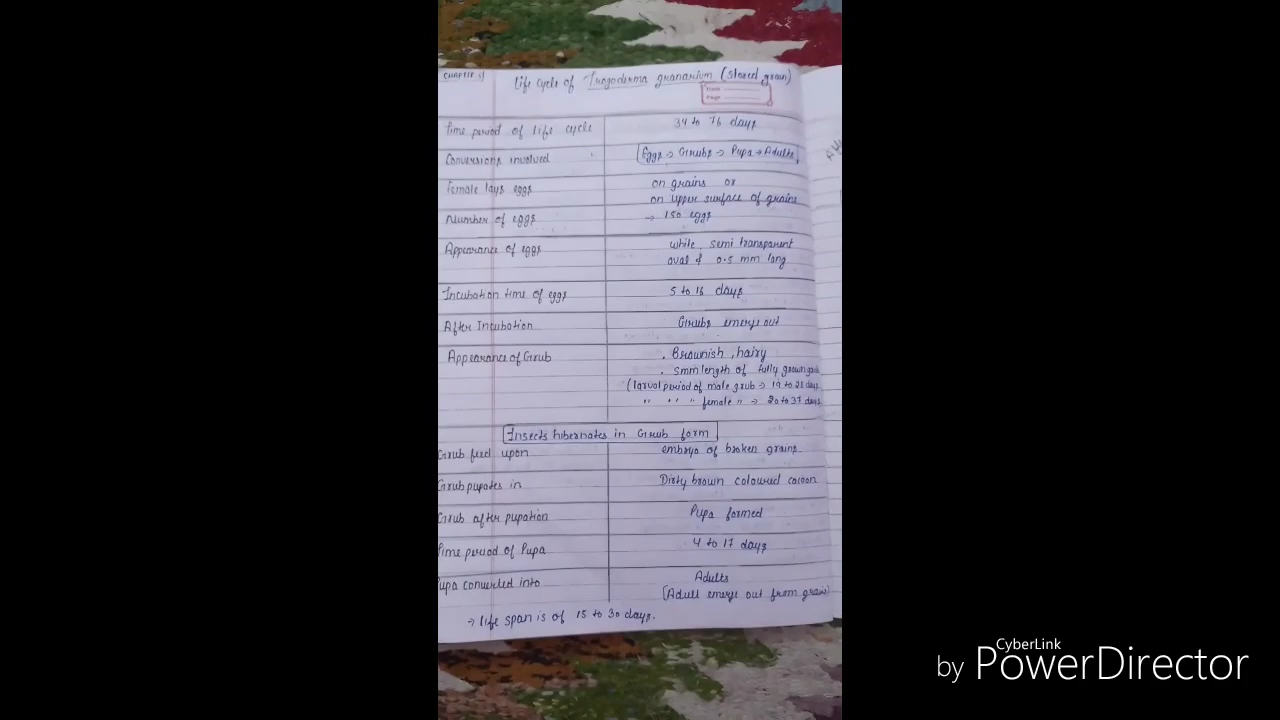 CHAPTER 5)
life cycle of Trogoderma granarium (stored grain)
Date
Page
Time period of life cycle 34 to 76 days
Conversions involved Eggs → Grubs → Pupa → Adults
Female lays eggs on grains or
on upper surface of grains
Number of eggs → 150 eggs
Appearance of eggs white, semi transparent
oval & 0.5 mm long
Incubation time of eggs 5 to 16 days
After Incubation Grubs emerge out
Appearance of Grub . Brownish, hairy
. 5mm length of fully grown
(larval period of male grub → 19 to 28 days
" " " female " → 20 to 37 days
Insects hibernates in Grub form
Grub feed upon embryo of broken grains
Grub pupates in Dirty brown coloured cocoon
Grub after pupation Pupa formed
Time period of Pupa 4 to 17 days
Pupa converted into Adults
(Adult emerge out from grain)
→ life span is of 15 to 30 days.
CyberLink
by PowerDirector